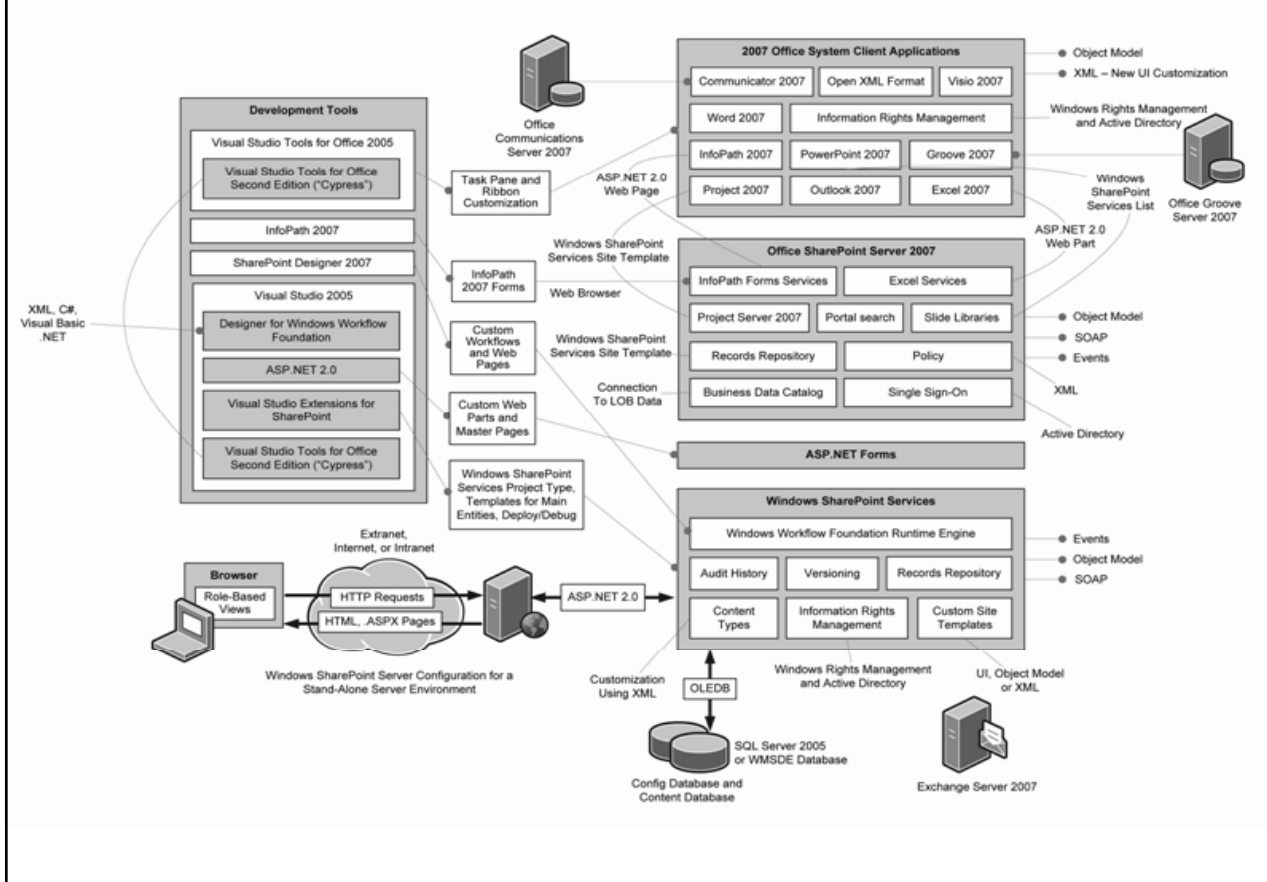 Development Tools
Visual Studio Tools for Office 2005
Visual Studio Tools for Office
Second Edition ("Cypress")
InfoPath 2007
SharePoint Designer 2007
Visual Studio 2005
Designer for Windows Workflow
Foundation
ASP.NET 2.0
Visual Studio Extensions for
SharePoint
Visual Studio Tools for Office
Second Edition ("Cypress")
XML, C#,
Visual Basic
.NET
Office
Communications
Server 2007
Task Pane and
Ribbon
Customization
InfoPath
2007 Forms
Custom
Workflows
and Web
Pages
Custom Web
Parts and
Master Pages
Windows SharePoint
Services Project Type,
Templates for Main
Entities, Deploy/Debug
2007 Office System Client Applications
Communicator 2007
Open XML Format
Visio 2007
Word 2007
Information Rights Management
InfoPath 2007
PowerPoint 2007
Groove 2007
Project 2007
Outlook 2007
Excel 2007
Object Model
XML – New UI Customization
Windows Rights Management
and Active Directory
Office Groove
Server 2007
ASP.NET 2.0
Web Page
Windows
SharePoint
Services List
ASP.NET 2.0
Web Part
Windows SharePoint
Services Site Template
Web Browser
Windows SharePoint
Services Site Template
Connection
To LOB Data
Office SharePoint Server 2007
InfoPath Forms Services
Excel Services
Project Server 2007
Portal search
Slide Libraries
Records Repository
Policy
Business Data Catalog
Single Sign-On
Object Model
SOAP
Events
XML
Active Directory
ASP.NET Forms
Windows SharePoint Services
Windows Workflow Foundation Runtime Engine
Audit History
Versioning
Records Repository
Content
Types
Information Rights
Management
Custom Site
Templates
Events
Object Model
SOAP
Extranet,
Internet, or Intranet
Browser
Role-Based
Views
HTTP Requests
HTML, .ASPX Pages
ASP.NET 2.0
Windows SharePoint Server Configuration for a
Stand-Alone Server Environment
Customization
Using XML
OLEDB
Windows Rights Management
and Active Directory
UI, Object Model
or XML
SQL Server 2005
or WMSDE Database
Config Database and
Content Database
Exchange Server 2007